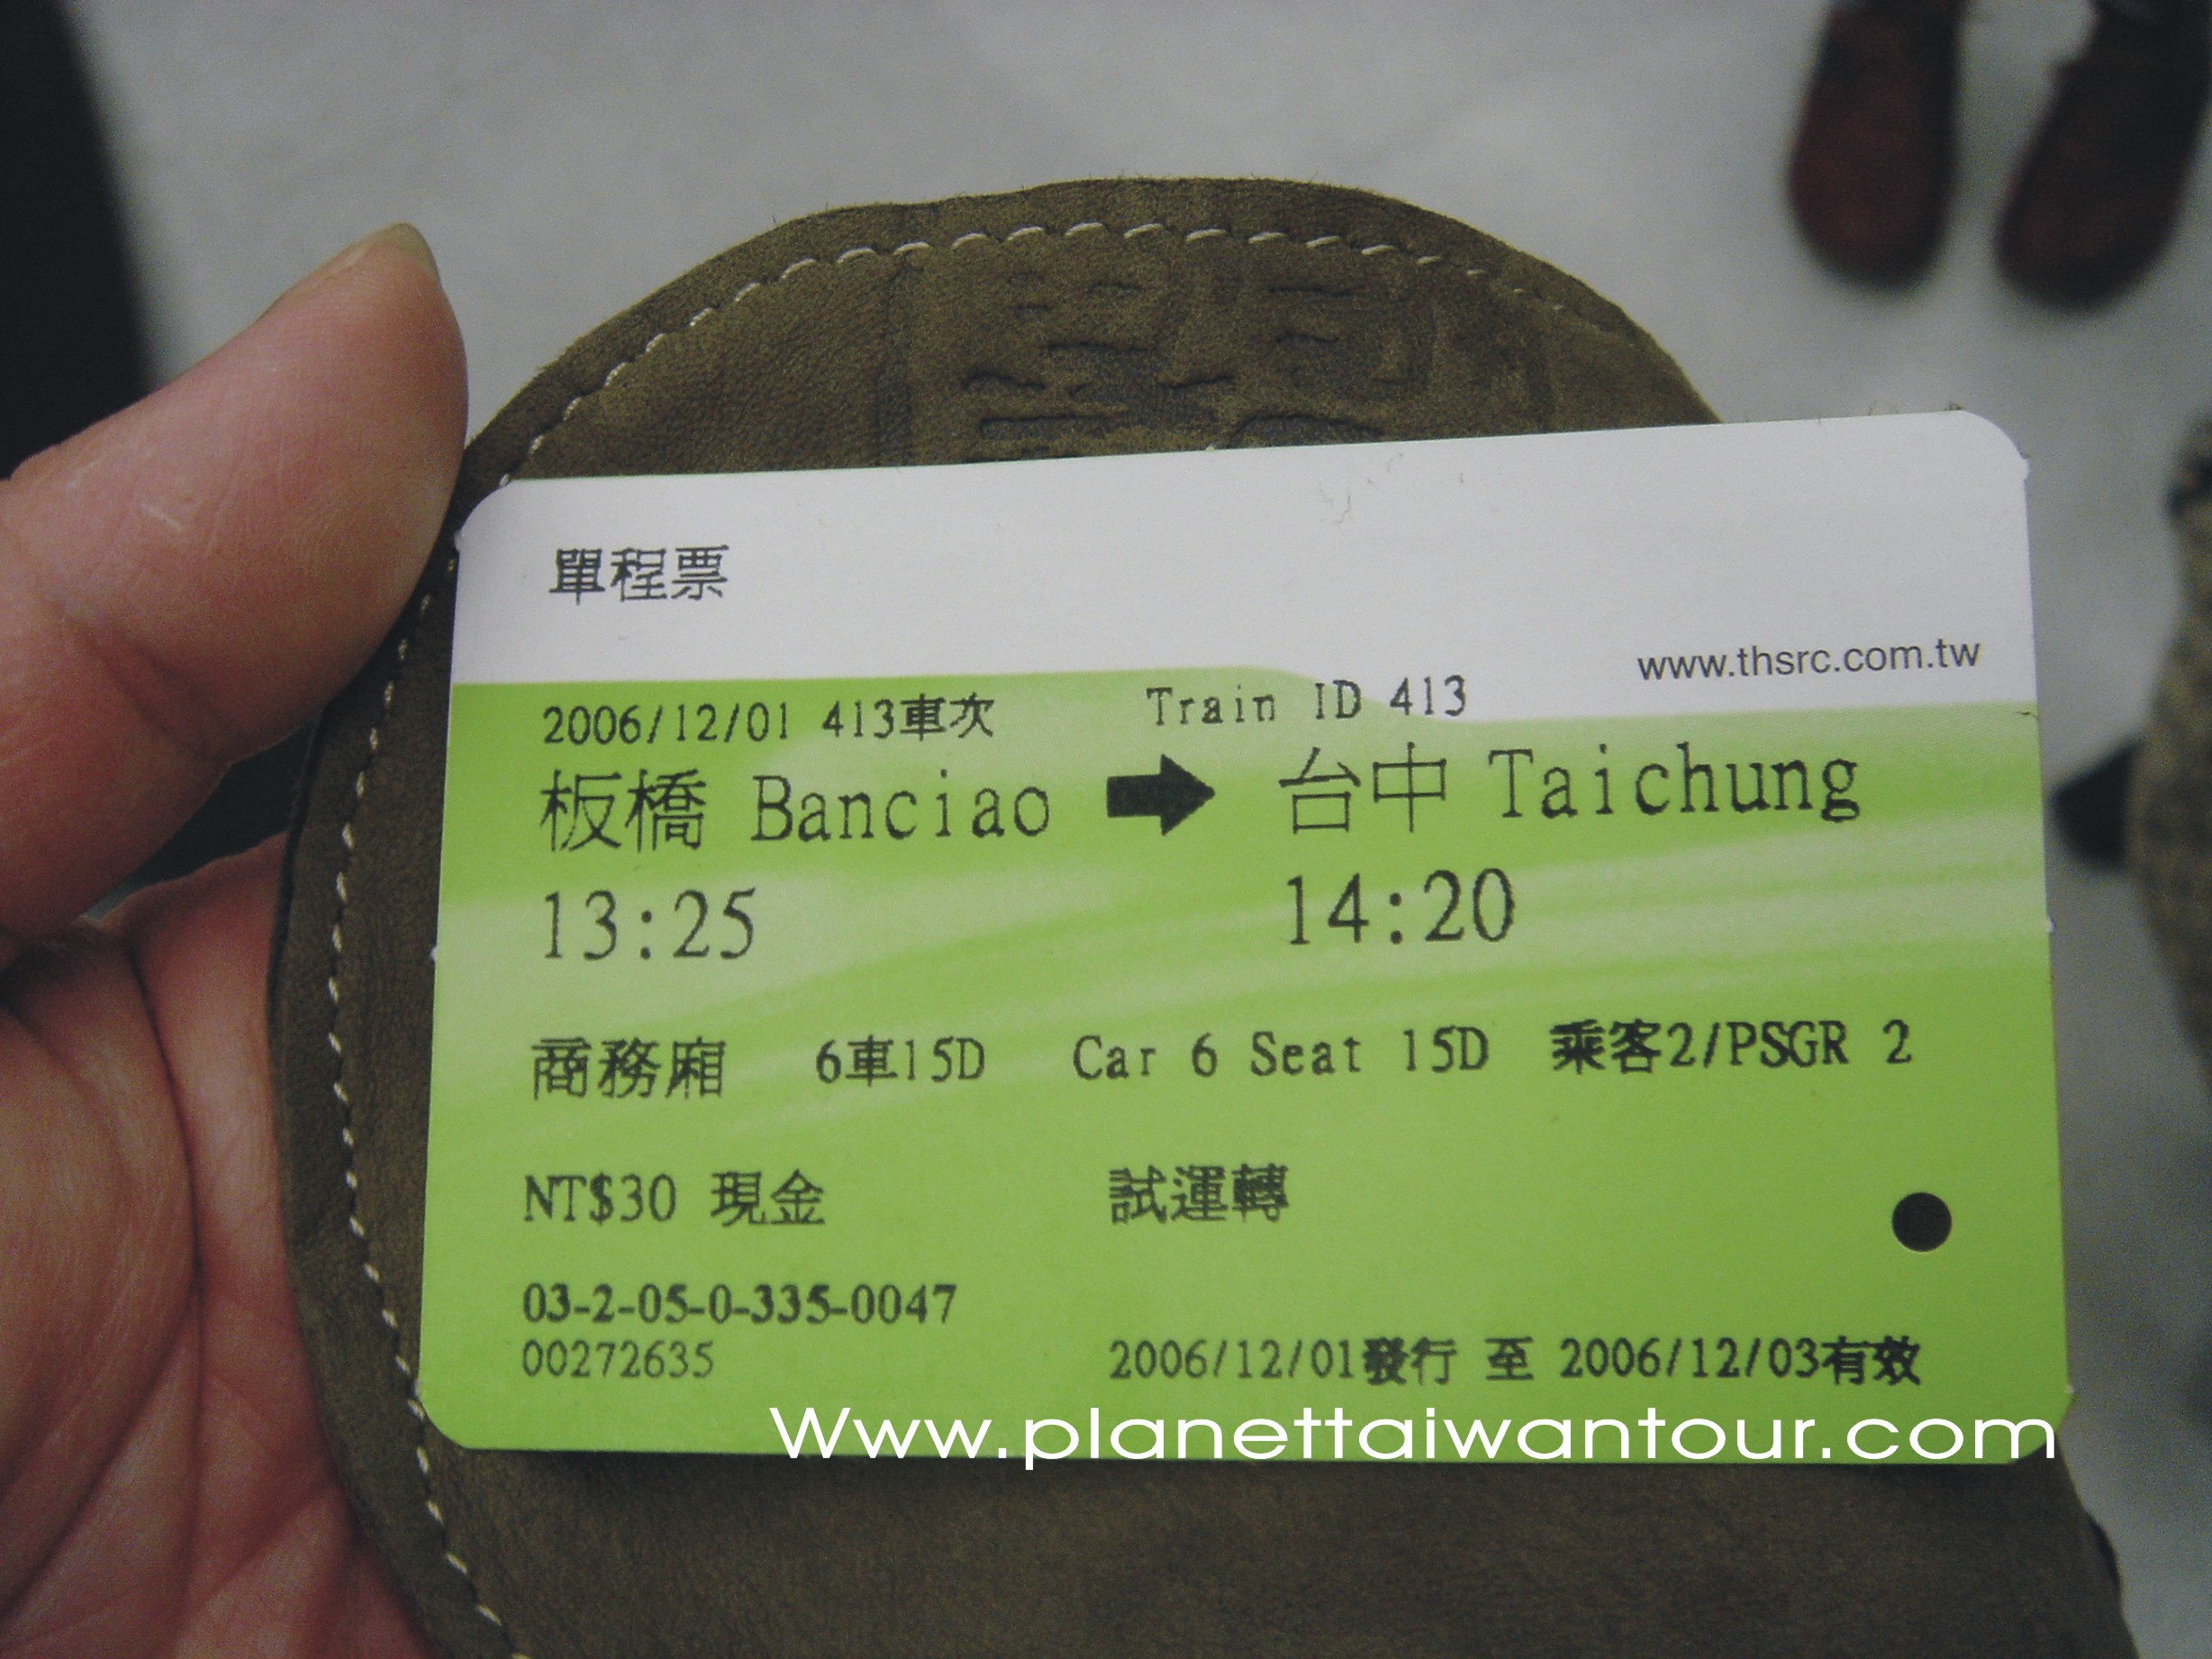 單程票
www.thsrc.com.tw
2006/12/01 413車次 Train ID 413
板橋 Banciao → 台中 Taichung
13:25 14:20
商務廂 6車15D Car 6 Seat 15D 乘客2/PSGR 2
NT$30 現金 試運轉
03-2-05-0-335-0047
00272635 2006/12/01發行 至 2006/12/03有效
Www.planettaiwantour.com